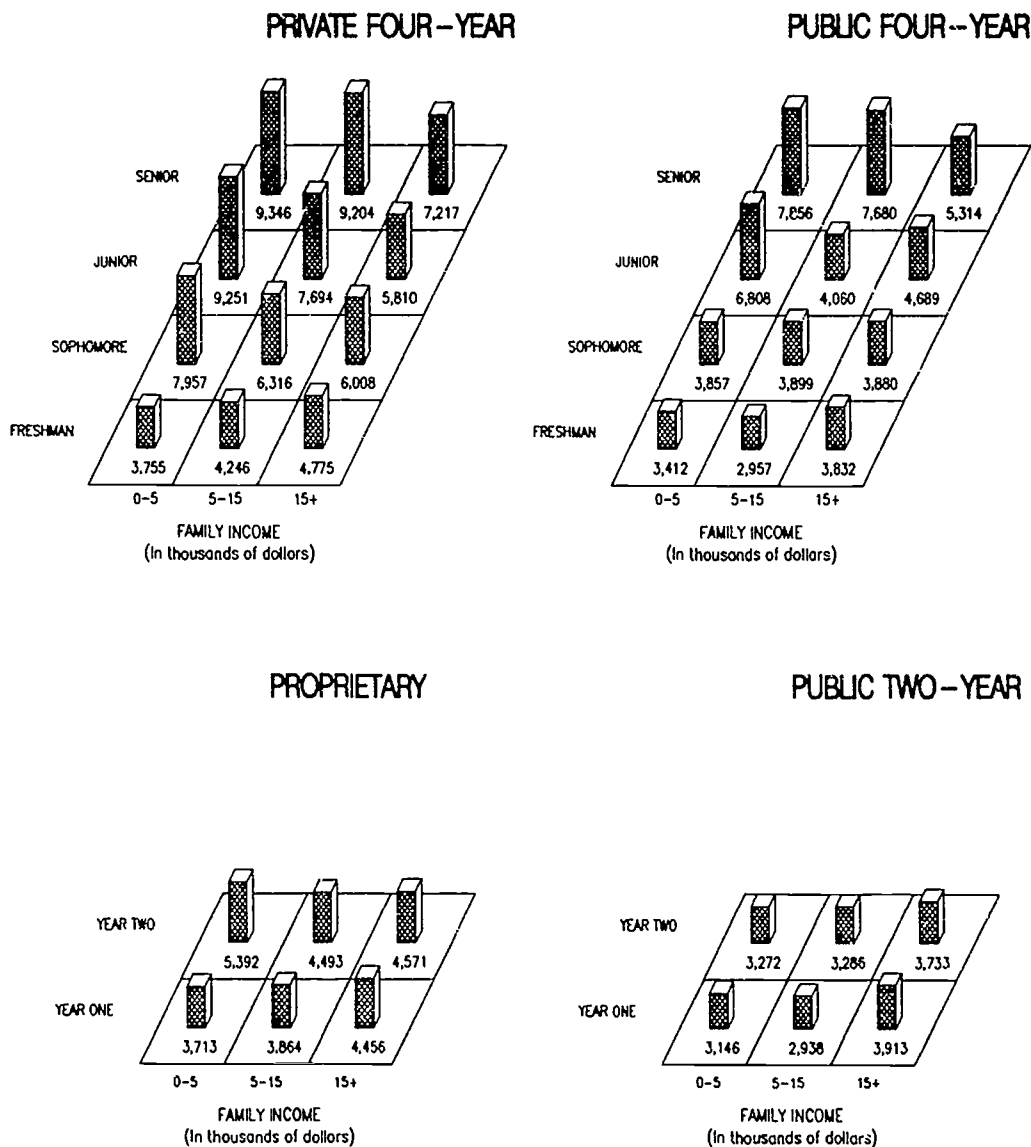 PRIVATE FOUR-YEAR
SENIOR
9,346 9,204 7,217
JUNIOR
9,251 7,694 5,810
SOPHOMORE
7,957 6,316 6,008
FRESHMAN
3,755 4,246 4,775
0-5 5-15 15+
FAMILY INCOME
(In thousands of dollars)
PUBLIC FOUR--YEAR
SENIOR
7,856 7,680 5,314
JUNIOR
6,808 4,060 4,689
SOPHOMORE
3,857 3,899 3,880
FRESHMAN
3,412 2,957 3,832
0-5 5-15 15+
FAMILY INCOME
(In thousands of dollars)
PROPRIETARY
YEAR TWO
5,392 4,493 4,571
YEAR ONE
3,713 3,864 4,456
0-5 5-15 15+
FAMILY INCOME
(In thousands of dollars)
PUBLIC TWO-YEAR
YEAR TWO
3,272 3,286 3,733
YEAR ONE
3,146 2,938 3,913
0-5 5-15 15+
FAMILY INCOME
(In thousands of dollars)